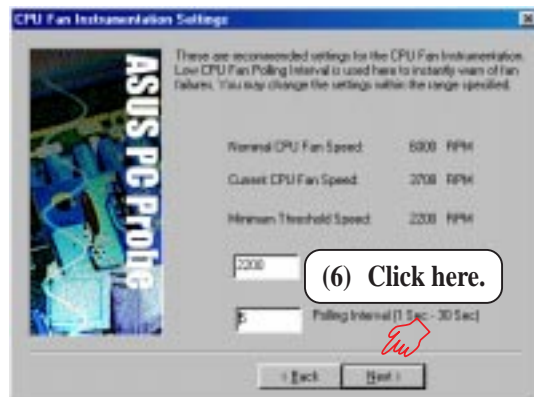 CPU Fan Instrumentation Settings
ASUS PC Probe
These are recommended settings for the CPU Fan Instrumentation.
Low CPU Fan Polling Interval is used here to instantly warn of fan
failures. You may change the settings within the range specified.
Nominal CPU Fan Speed: 6000 RPM
Current CPU Fan Speed: RPM
Minimum Threshold Speed: 2200 RPM
2200
(6) Click here.
5 Polling Interval (1 Sec - 30 Sec)
< Back Next >